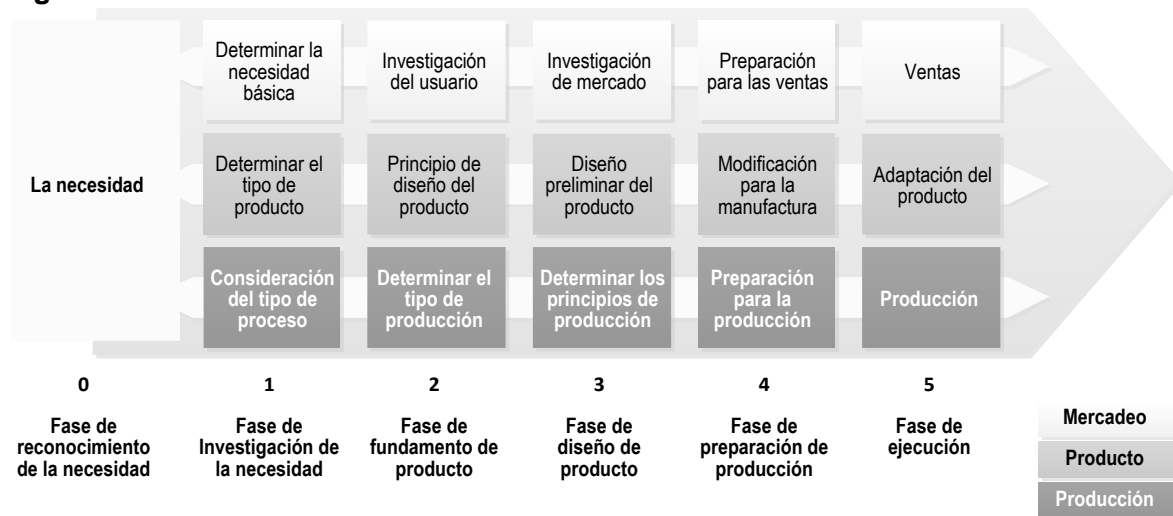 Determinar la
necesidad
básica
Investigación
del usuario
Investigación
de mercado
Preparación
para las ventas
Ventas
La necesidad
Determinar el
tipo de
producto
Principio de
diseño del
producto
Diseño
preliminar del
producto
Modificación
para la
manufactura
Adaptación del
producto
Consideración
del tipo de
proceso
Determinar el
tipo de
producción
Determinar los
principios de
producción
Preparación
para la
producción
Producción
0
Fase de
reconocimiento
de la necesidad
1
Fase de
Investigación de
la necesidad
2
Fase de
fundamento de
producto
3
Fase de
diseño de
producto
4
Fase de
preparación de
producción
5
Fase de
ejecución
Mercadeo
Producto
Producción